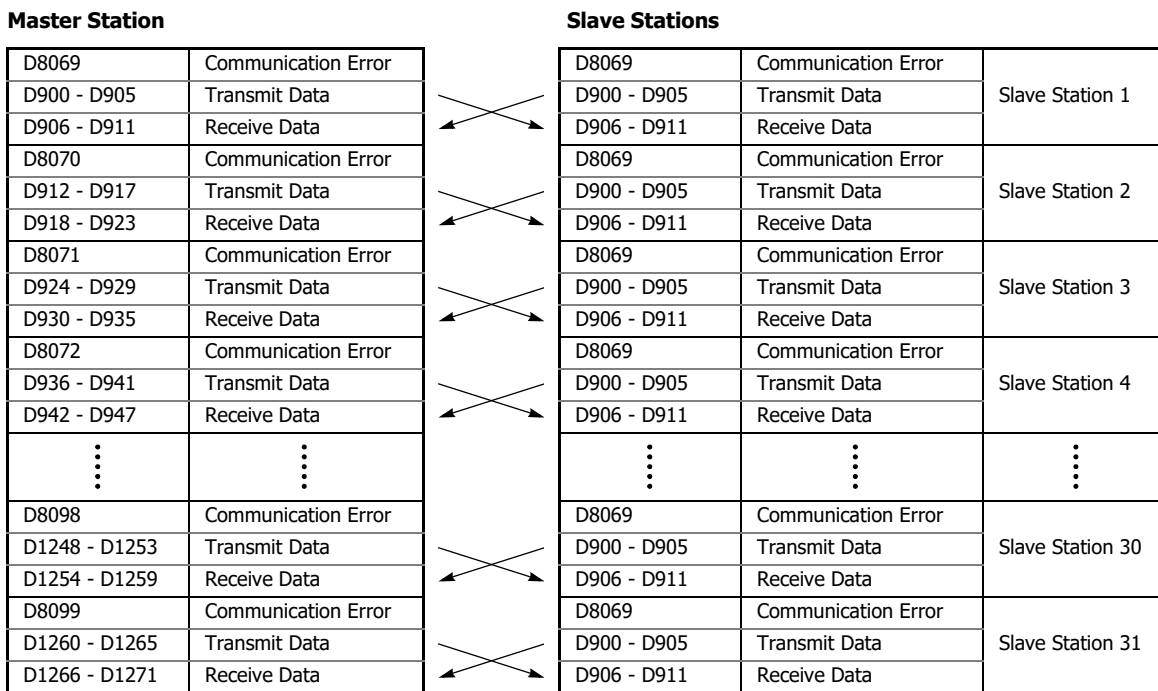 Master Station Slave Stations
D8069 Communication Error D8069 Communication Error
D900 - D905 Transmit Data D900 - D905 Transmit Data Slave Station 1
D906 - D911 Receive Data D906 - D911 Receive Data
D8070 Communication Error D8069 Communication Error
D912 - D917 Transmit Data D900 - D905 Transmit Data Slave Station 2
D918 - D923 Receive Data D906 - D911 Receive Data
D8071 Communication Error D8069 Communication Error
D924 - D929 Transmit Data D900 - D905 Transmit Data Slave Station 3
D930 - D935 Receive Data D906 - D911 Receive Data
D8072 Communication Error D8069 Communication Error
D936 - D941 Transmit Data D900 - D905 Transmit Data Slave Station 4
D942 - D947 Receive Data D906 - D911 Receive Data
D8098 Communication Error D8069 Communication Error
D1248 - D1253 Transmit Data D900 - D905 Transmit Data Slave Station 30
D1254 - D1259 Receive Data D906 - D911 Receive Data
D8099 Communication Error D8069 Communication Error
D1260 - D1265 Transmit Data D900 - D905 Transmit Data Slave Station 31
D1266 - D1271 Receive Data D906 - D911 Receive Data